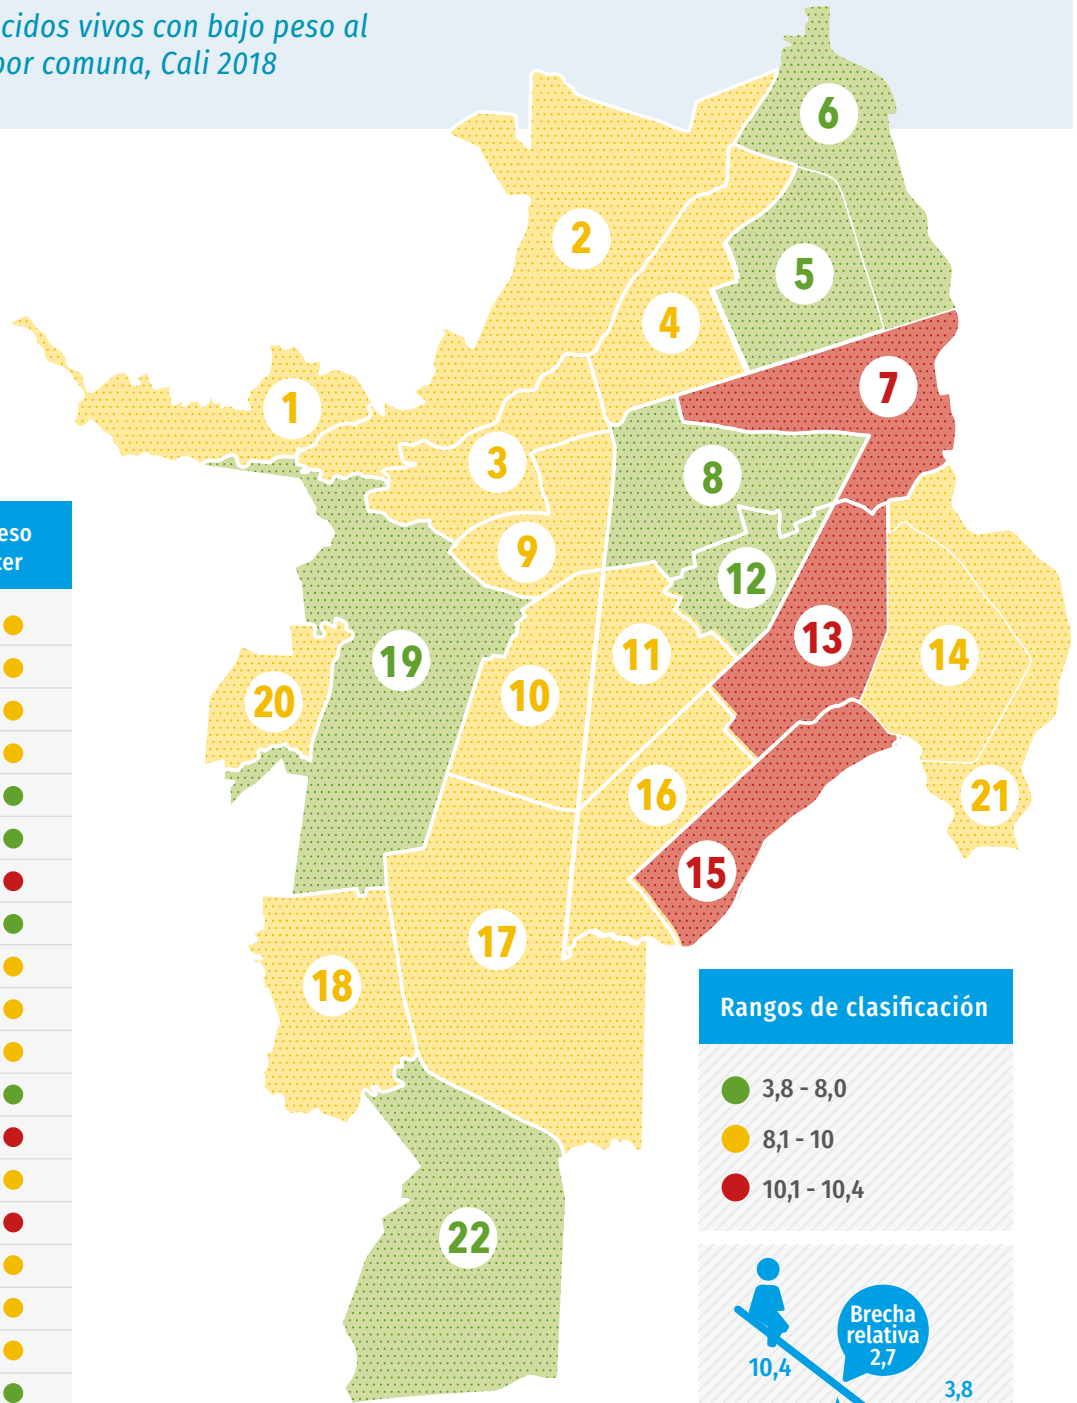 cidos vivos con bajo peso al
por comuna, Cali 2018
6
2
5
4
7
1
3
8
9
12
13
11
14
19
10
20
16
21
15
17
18
22
eso
cer
Rangos de clasificación
3,8 - 8,0
8,1 - 10
10,1 - 10,4
Brecha
relativa
2,7
10,4
3,8